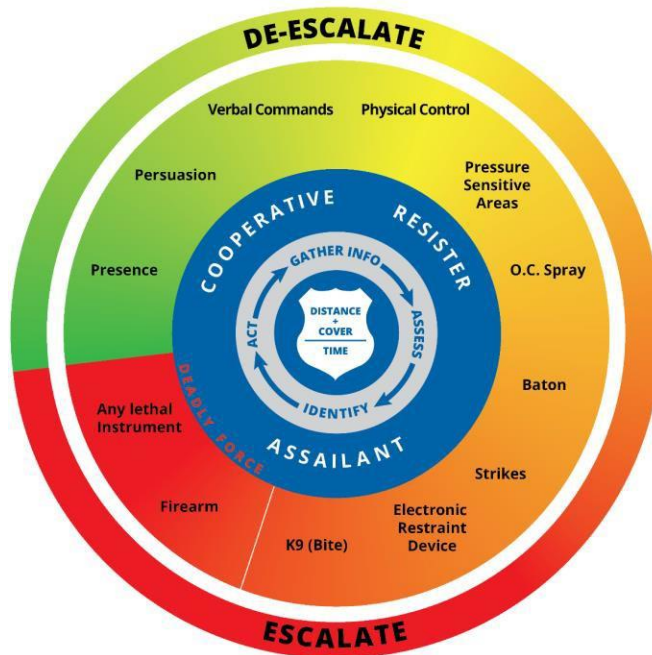 DE-ESCALATE
Verbal Commands
Physical Control
Persuasion
Pressure
Sensitive
Areas
Presence
O.C. Spray
Baton
Strikes
Electronic
Restraint
Device
K9 (Bite)
Firearm
Any lethal
Instrument
COOPERATIVE
RESISTER
ASSAILANT
DEADLY FORCE
GATHER INFO
ASSESS
IDENTIFY
ACT
DISTANCE
+
COVER
TIME
ESCALATE